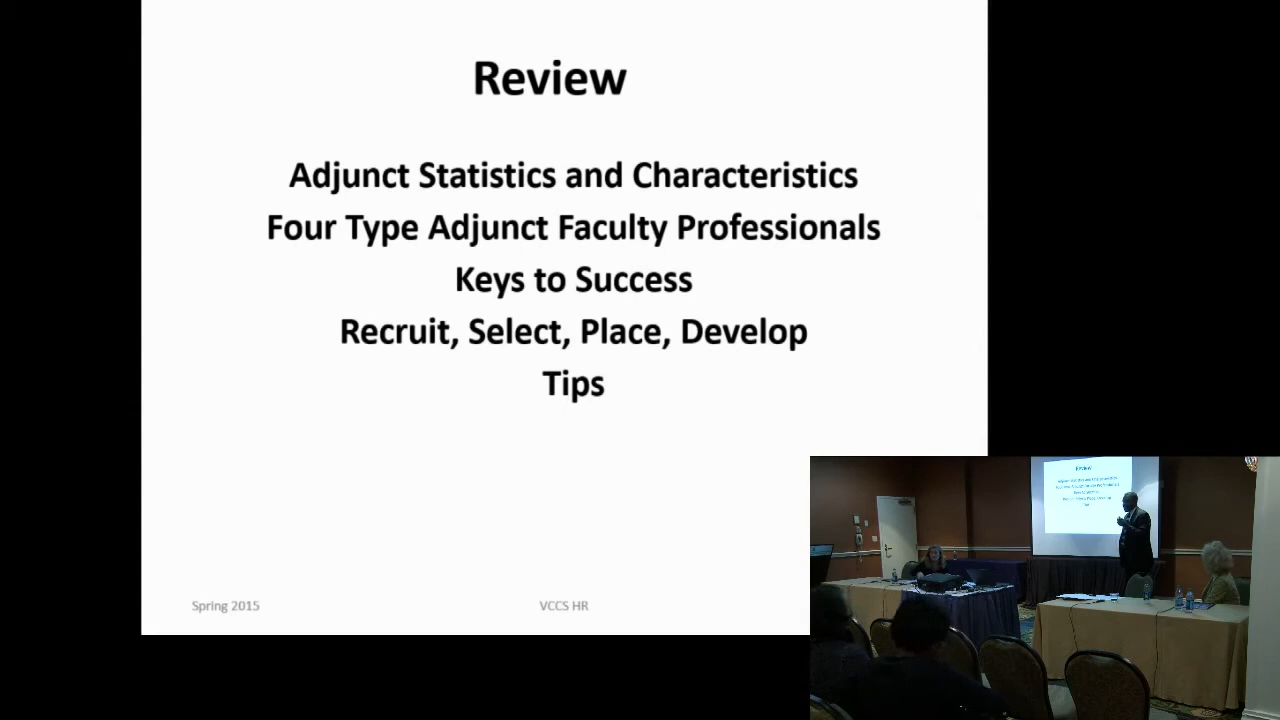 Review
Adjunct Statistics and Characteristics
Four Type Adjunct Faculty Professionals
Keys to Success
Recruit, Select, Place, Develop
Tips
Spring 2015
VCCS HR
Review